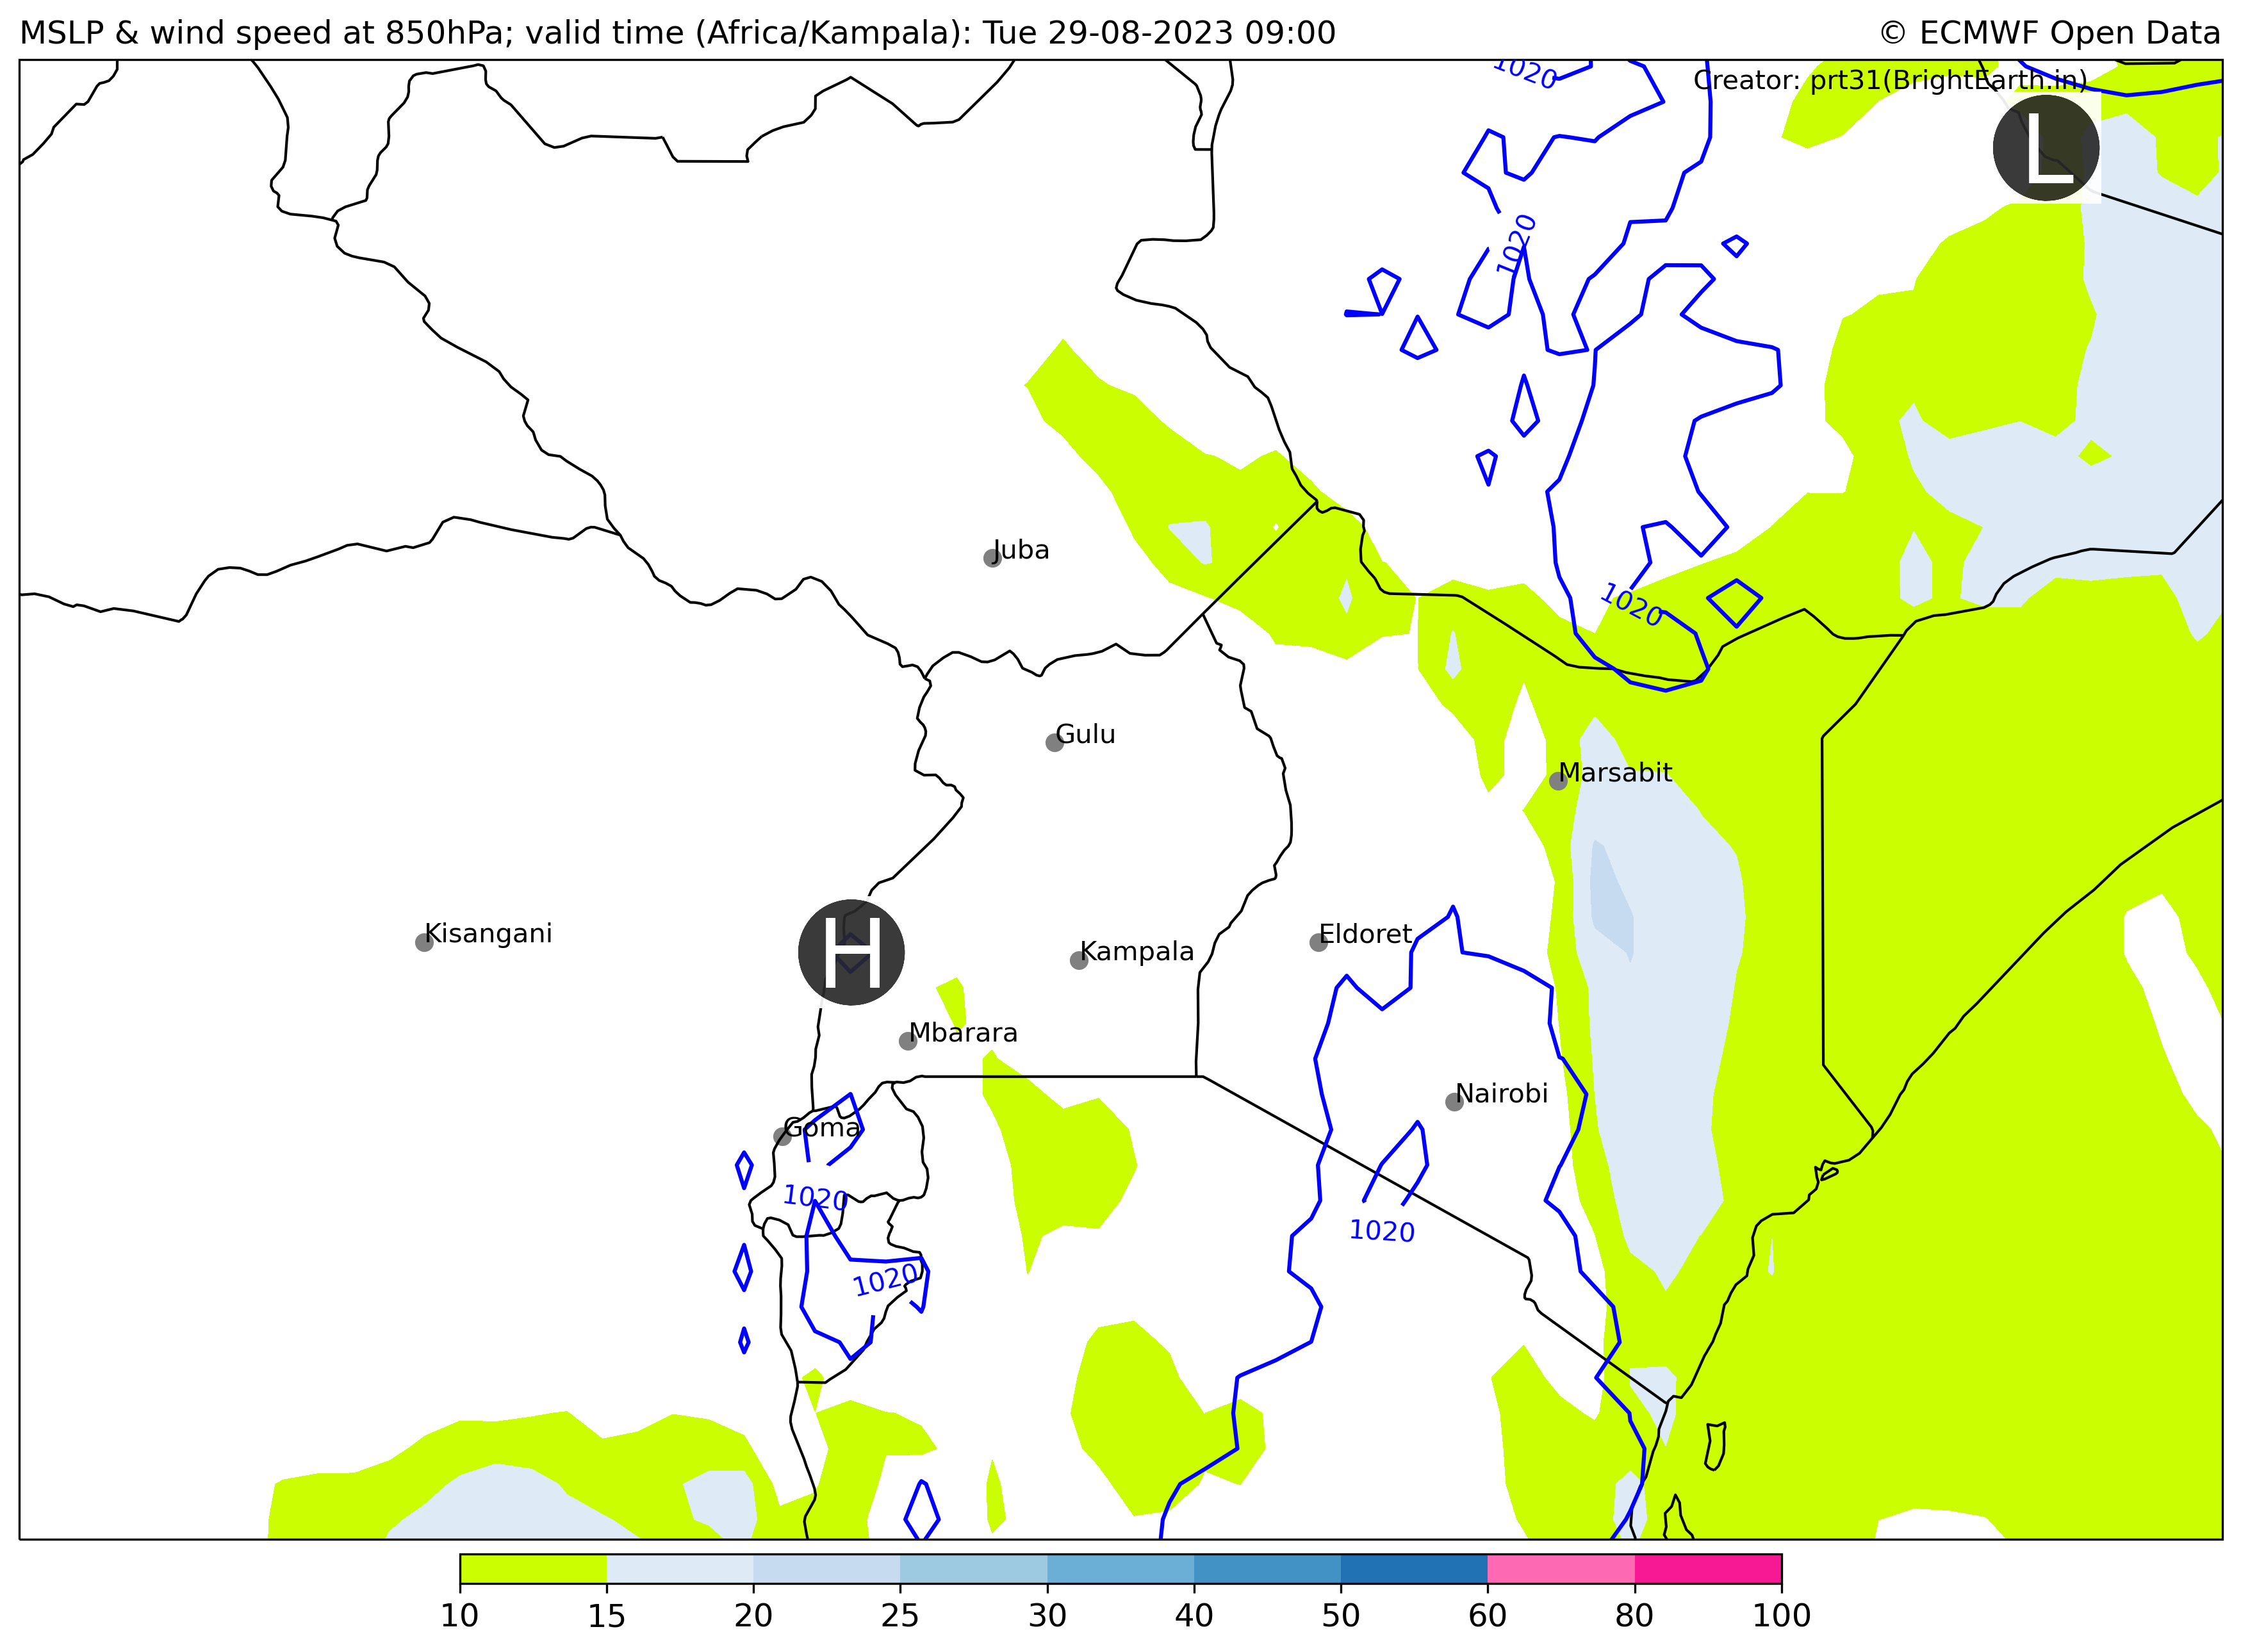 MSLP & wind speed at 850hPa; valid time (Africa/Kampala): Tue 29-08-2023 09:00
© ECMWF Open Data
1020
Creator: prt31(BrightEarth.in)
L
1020
Juba
1020
Gulu
Marsabit
Kisangani
H
Kampala
Eldoret
Mbarara
Nairobi
Goma
1020
1020
1020
10 15 20 25 30 40 50 60 80 100